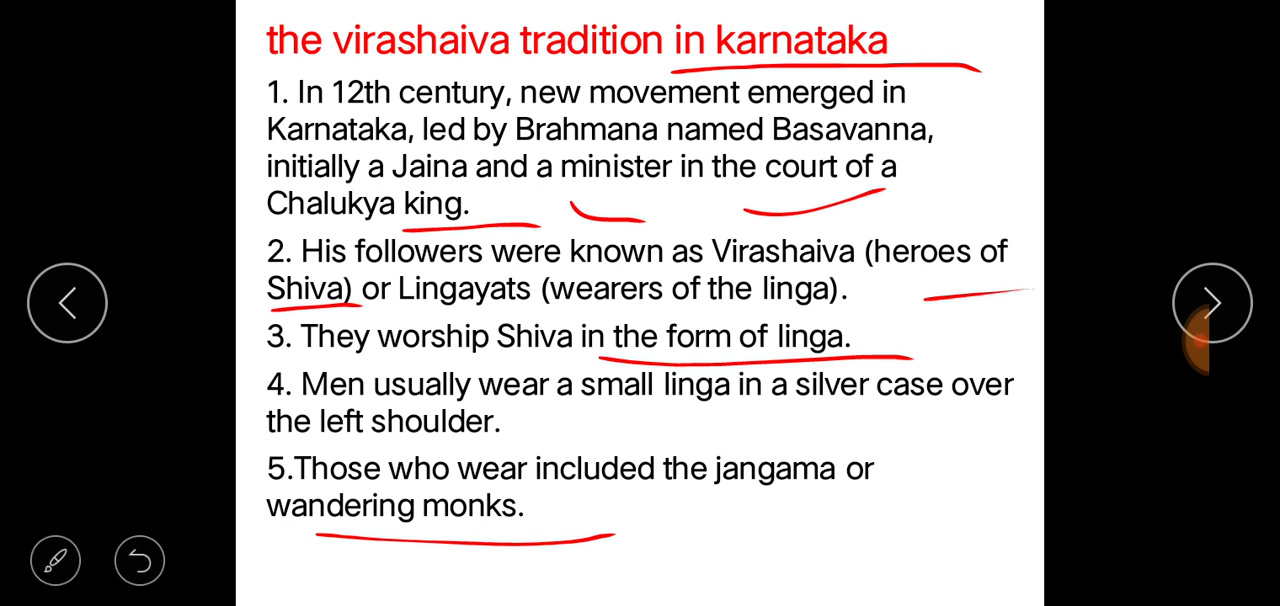 the virashaiva tradition in karnataka
1. In 12th century, new movement emerged in
Karnataka, led by Brahmana named Basavanna,
initially a Jaina and a minister in the court of a
Chalukya king.
2. His followers were known as Virashaiva (heroes of
Shiva) or Lingayats (wearers of the linga).
3. They worship Shiva in the form of linga.
4. Men usually wear a small linga in a silver case over
the left shoulder.
5.Those who wear included the jangama or
wandering monks.